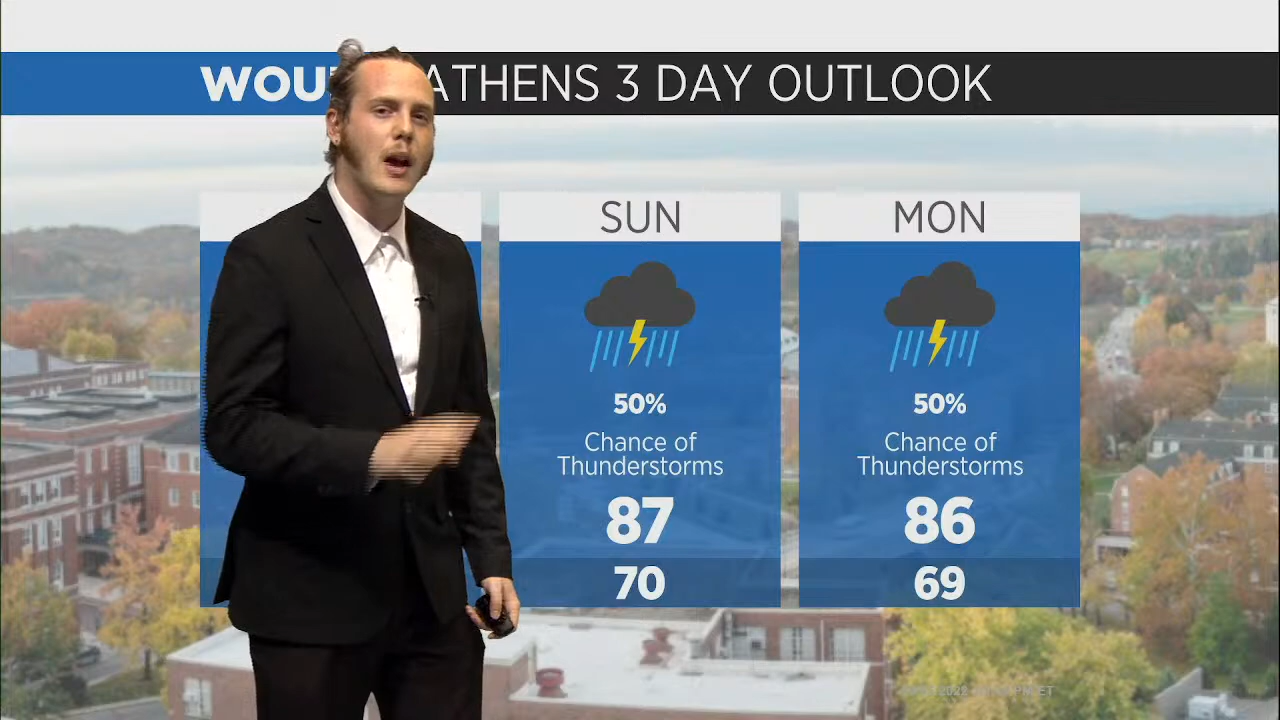 WOU ATHENS 3 DAY OUTLOOK
SUN
50%
Chance of
Thunderstorms
87
70
MON
50%
Chance of
Thunderstorms
86
69